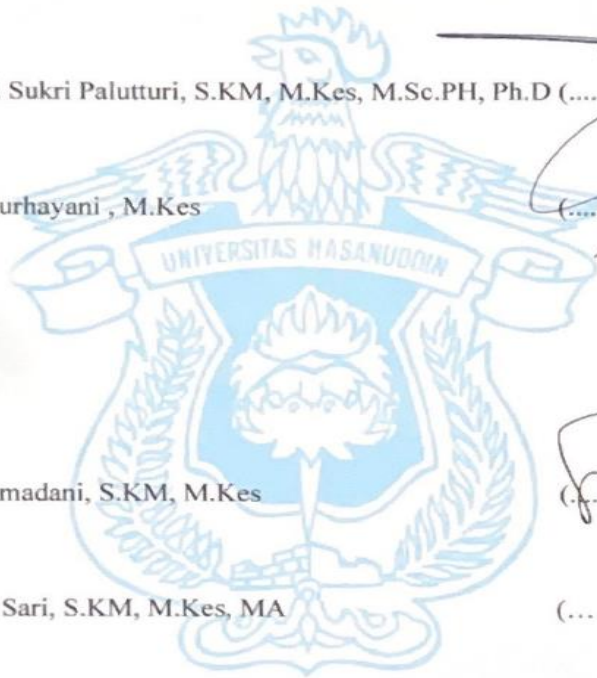 Sukri Palutturi, S.KM, M.Kes, M.Sc.PH, Ph.D (....
urhayani , M.Kes (....
UNIVERSITAS HASANUDDIN
madani, S.KM, M.Kes (....
Sari, S.KM, M.Kes, MA (....